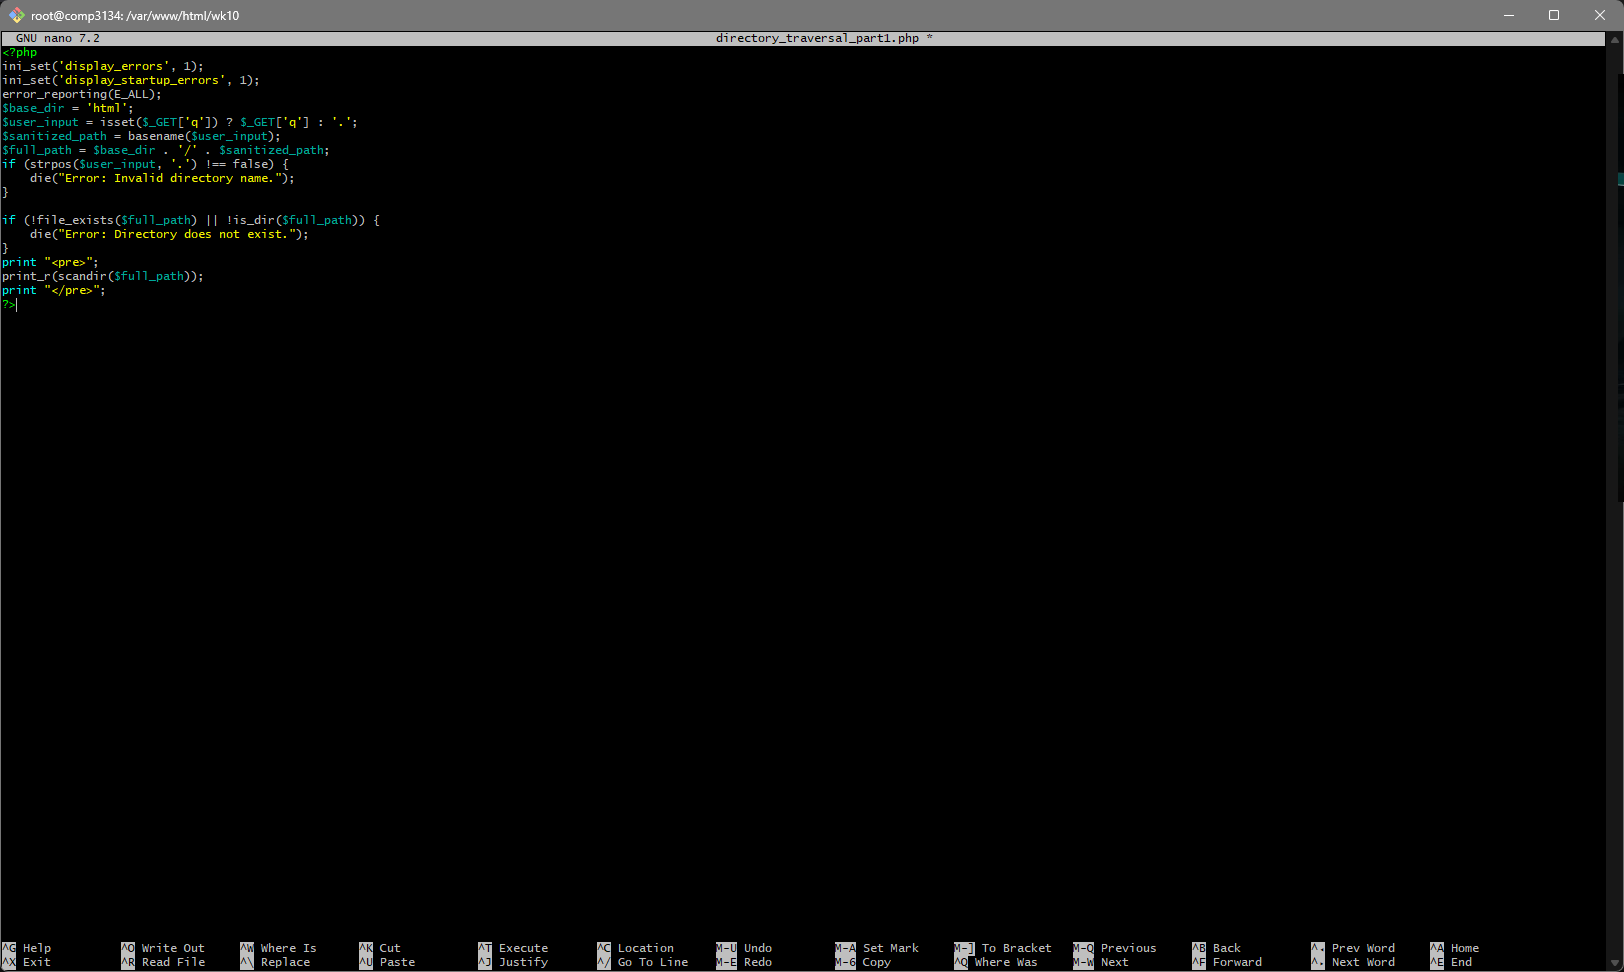 root@comp3134: /var/www/html/wk10
GNU nano 7.2 directory_traversal_part1.php *
<?php
ini_set('display_errors', 1);
ini_set('display_startup_errors', 1);
error_reporting(E_ALL);
$base_dir = 'html';
$user_input = isset($_GET['q']) ? $_GET['q'] : '.';
$sanitized_path = basename($user_input);
$full_path = $base_dir . '/' . $sanitized_path;
if (strpos($user_input, '.') !== false) {
    die("Error: Invalid directory name.");
}

if (!file_exists($full_path) || !is_dir($full_path)) {
    die("Error: Directory does not exist.");
}
print "<pre>";
print_r(scandir($full_path));
print "</pre>";
?>
^G Help ^O Write Out ^W Where Is ^K Cut ^T Execute ^C Location M-U Undo M-A Set Mark M-] To Bracket M-Q Previous ^B Back ^◂ Prev Word ^A Home
^X Exit ^R Read File ^\ Replace ^U Paste ^J Justify ^/ Go To Line M-E Redo M-6 Copy ^Q Where Was M-W Next ^F Forward ^▸ Next Word ^E End